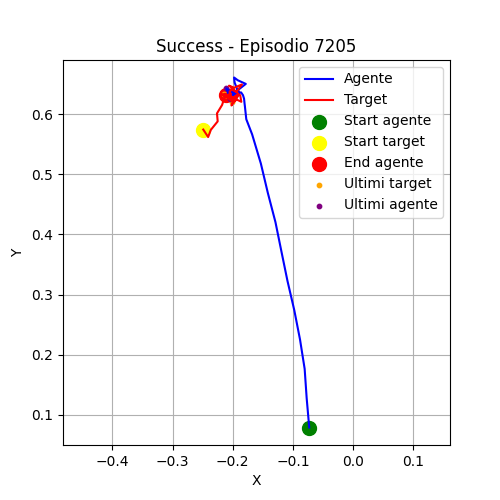 Success - Episodio 7205
Agente
Target
Start agente
Start target
End agente
Ultimi target
Ultimi agente
0.6
0.5
0.4
0.3
0.2
0.1
Y
−0.4 −0.3 −0.2 −0.1 0.0 0.1
X